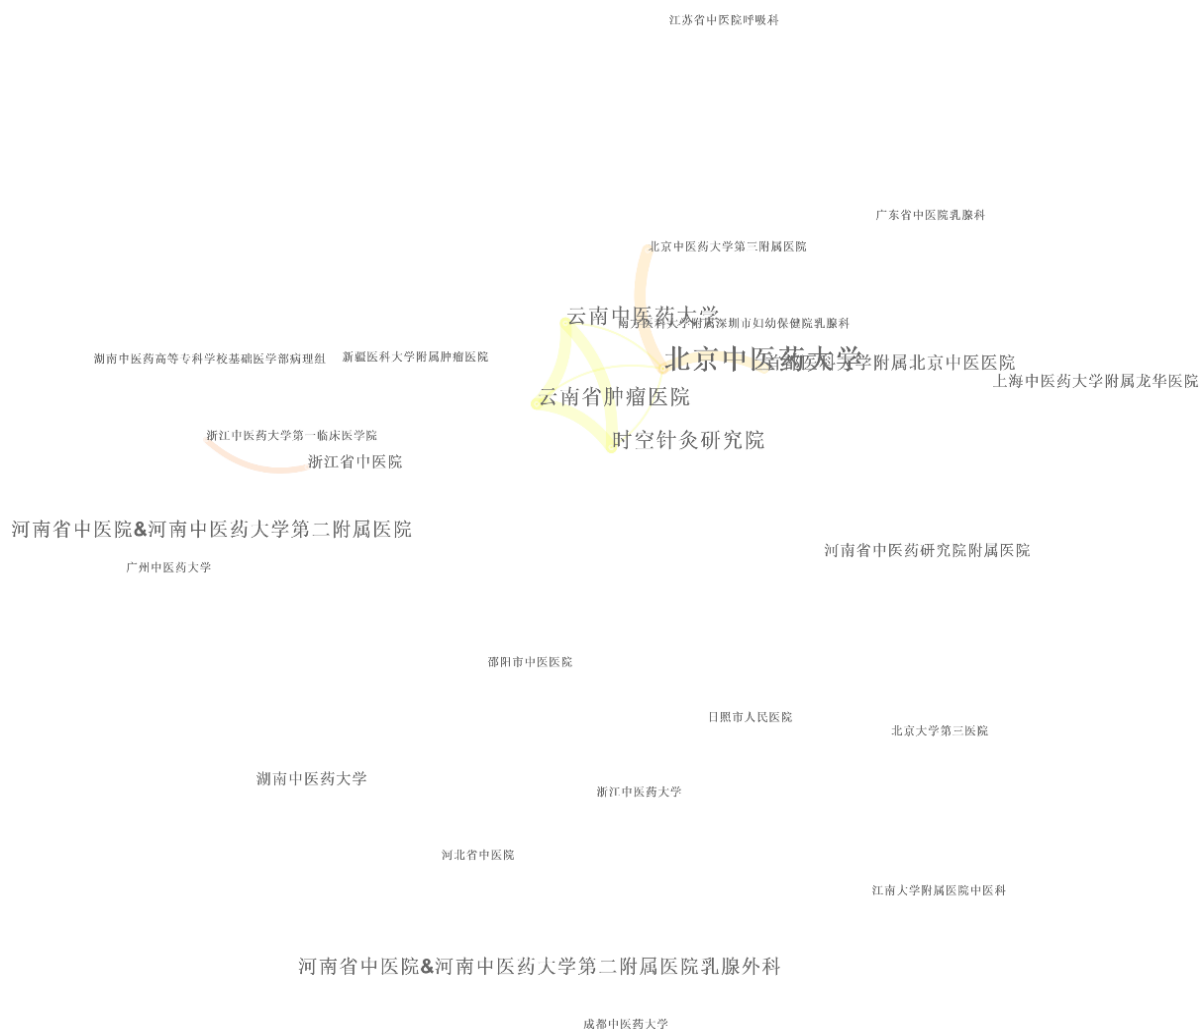 江苏省中医院呼吸科
广东省中医院乳腺科
北京中医药大学第三附属医院
云南中医药大学
南方医科大学附属深圳市妇幼保健院乳腺科
湖南中医药高等专科学校基础医学部病理组
新疆医科大学附属肿瘤医院
北京中医药大学
首都医科大学附属北京中医医院
上海中医药大学附属龙华医院
云南省肿瘤医院
浙江中医药大学第一临床医学院
时空针灸研究院
浙江省中医院
河南省中医院&河南中医药大学第二附属医院
河南省中医药研究院附属医院
广州中医药大学
邵阳市中医医院
日照市人民医院
北京大学第三医院
湖南中医药大学
浙江中医药大学
河北省中医院
江南大学附属医院中医科
河南省中医院&河南中医药大学第二附属医院乳腺外科
成都中医药大学